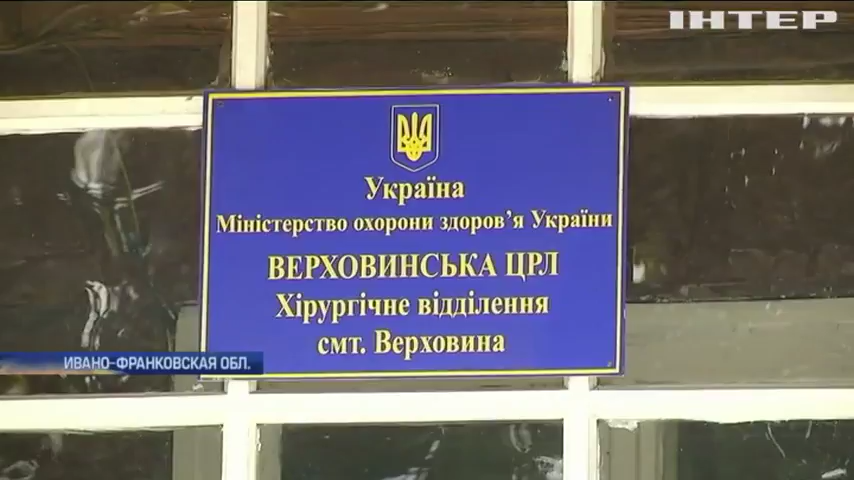 ІНТЕР
Україна
Міністерство охорони здоров'я України
ВЕРХОВИНСЬКА ЦРЛ
Хірургічне відділення
смт. Верховина
ИВАНО-ФРАНКОВСКАЯ ОБЛ.